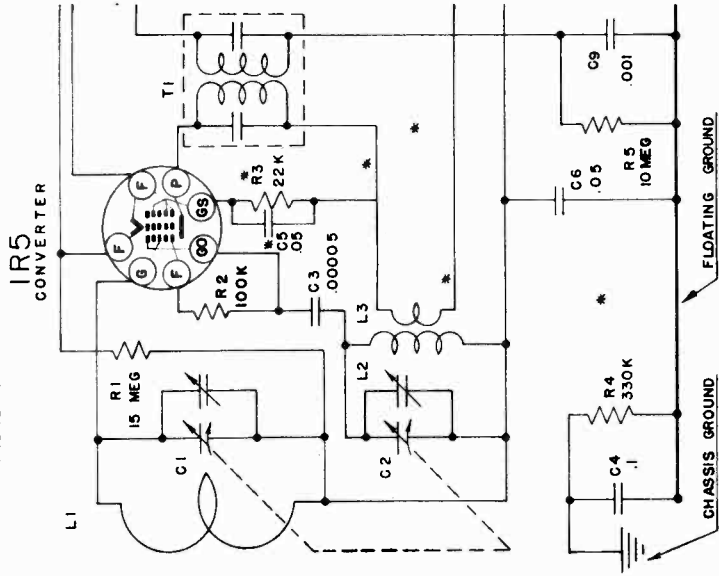 1R5
CONVERTER
T1
F
F
P
G
GS
F
GO
*
R3
22K
*
C5
.05
R2
100K
C3
.00005
R1
15 MEG
C1
L1
L2
L3
C2
*
*
*
*
C9
.001
R5
10 MEG
C6
.05
R4
330K
C4
.1
FLOATING GROUND
CHASSIS GROUND